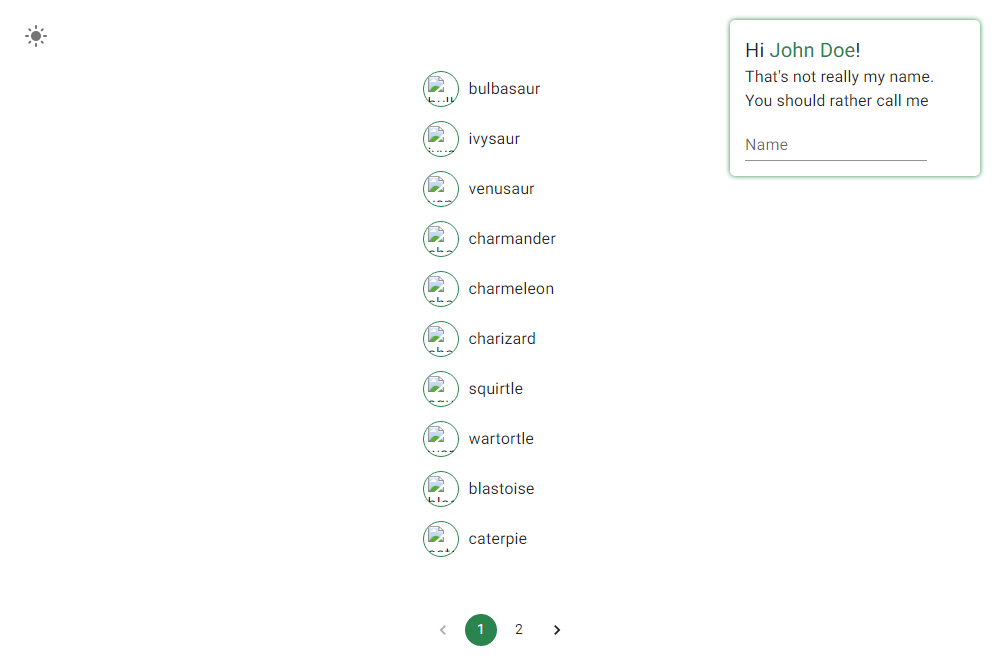 Hi John Doe!
That's not really my name.
You should rather call me
Name
bulbasaur
ivysaur
venusaur
charmander
charmeleon
charizard
squirtle
wartortle
blastoise
caterpie
1 2